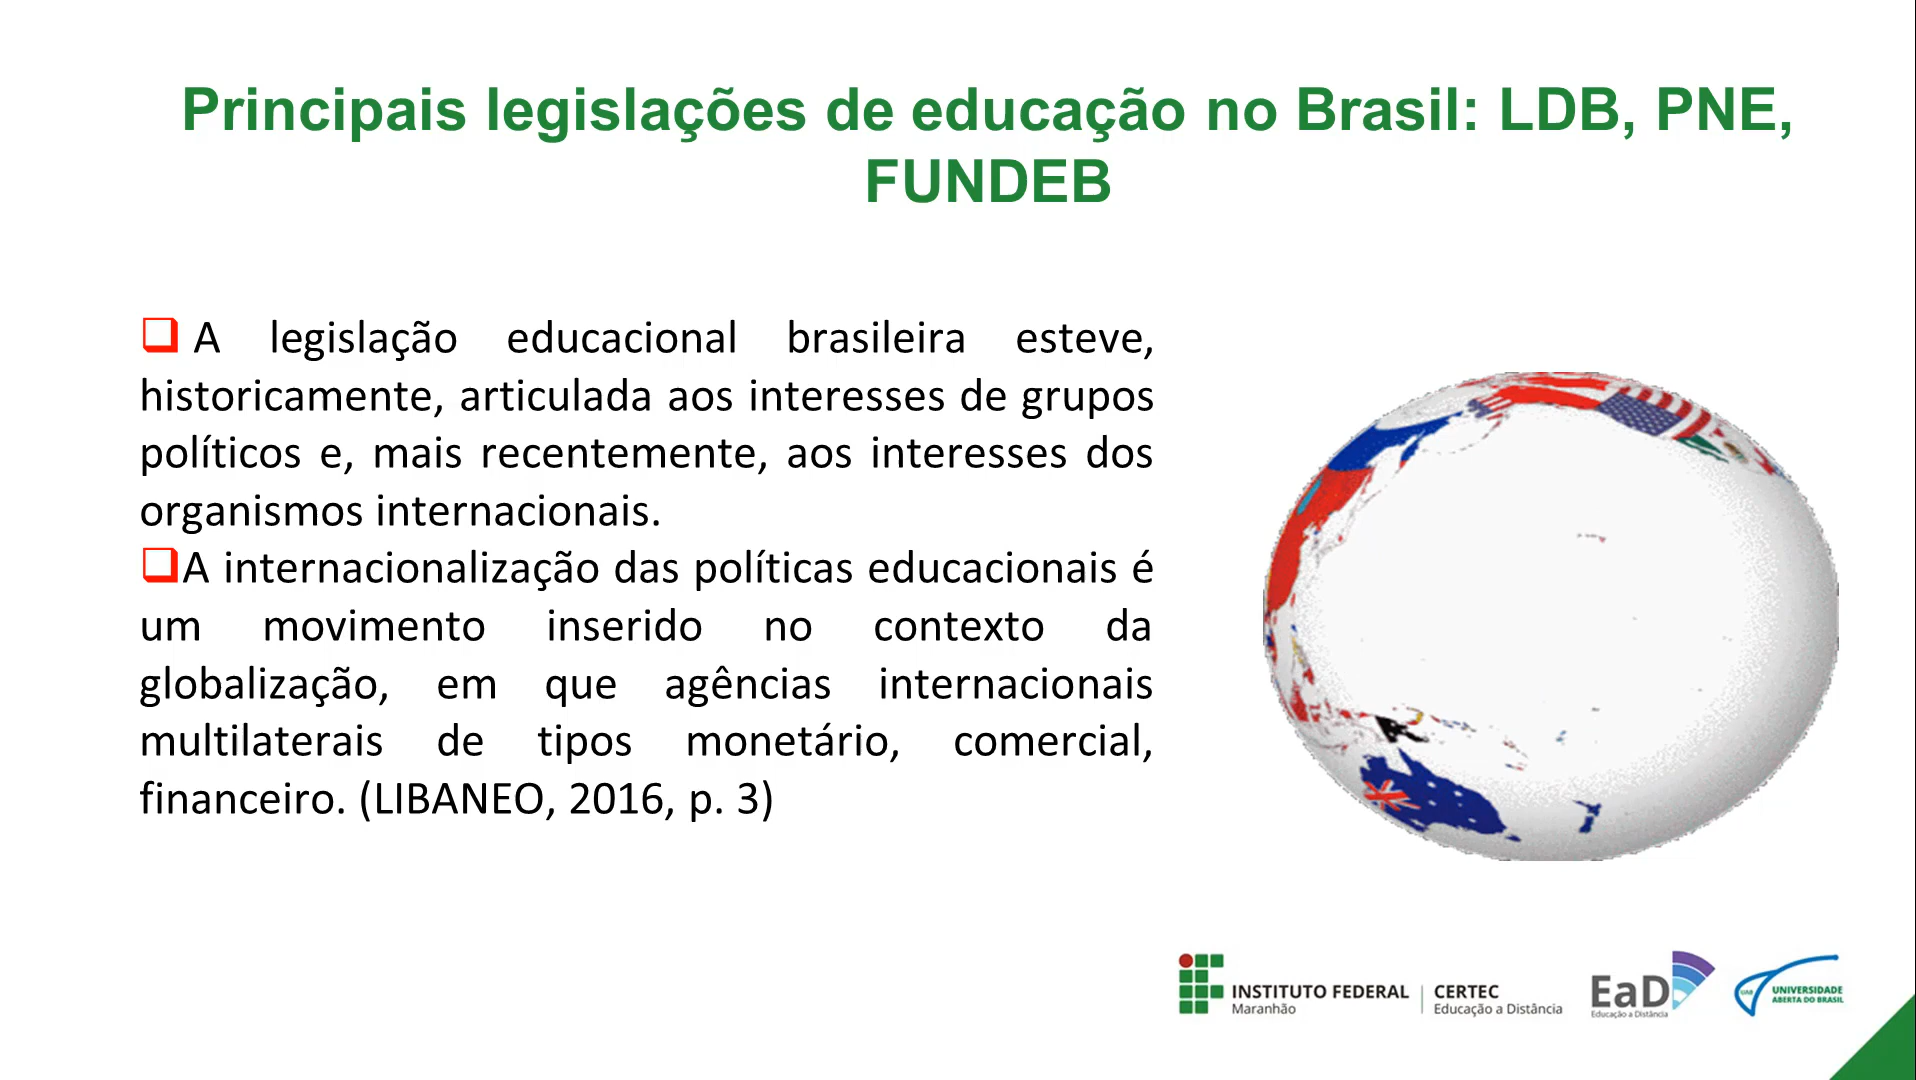 Principais legislações de educação no Brasil: LDB, PNE,
FUNDEB
A legislação educacional brasileira esteve,
historicamente, articulada aos interesses de grupos
políticos e, mais recentemente, aos interesses dos
organismos internacionais.
A internacionalização das políticas educacionais é
um movimento inserido no contexto da
globalização, em que agências internacionais
multilaterais de tipos monetário, comercial,
financeiro. (LIBANEO, 2016, p. 3)
INSTITUTO FEDERAL
Maranhão
CERTEC
Educação a Distância
EaD
Educação a Distância
UAB
UNIVERSIDADE
ABERTA DO BRASIL